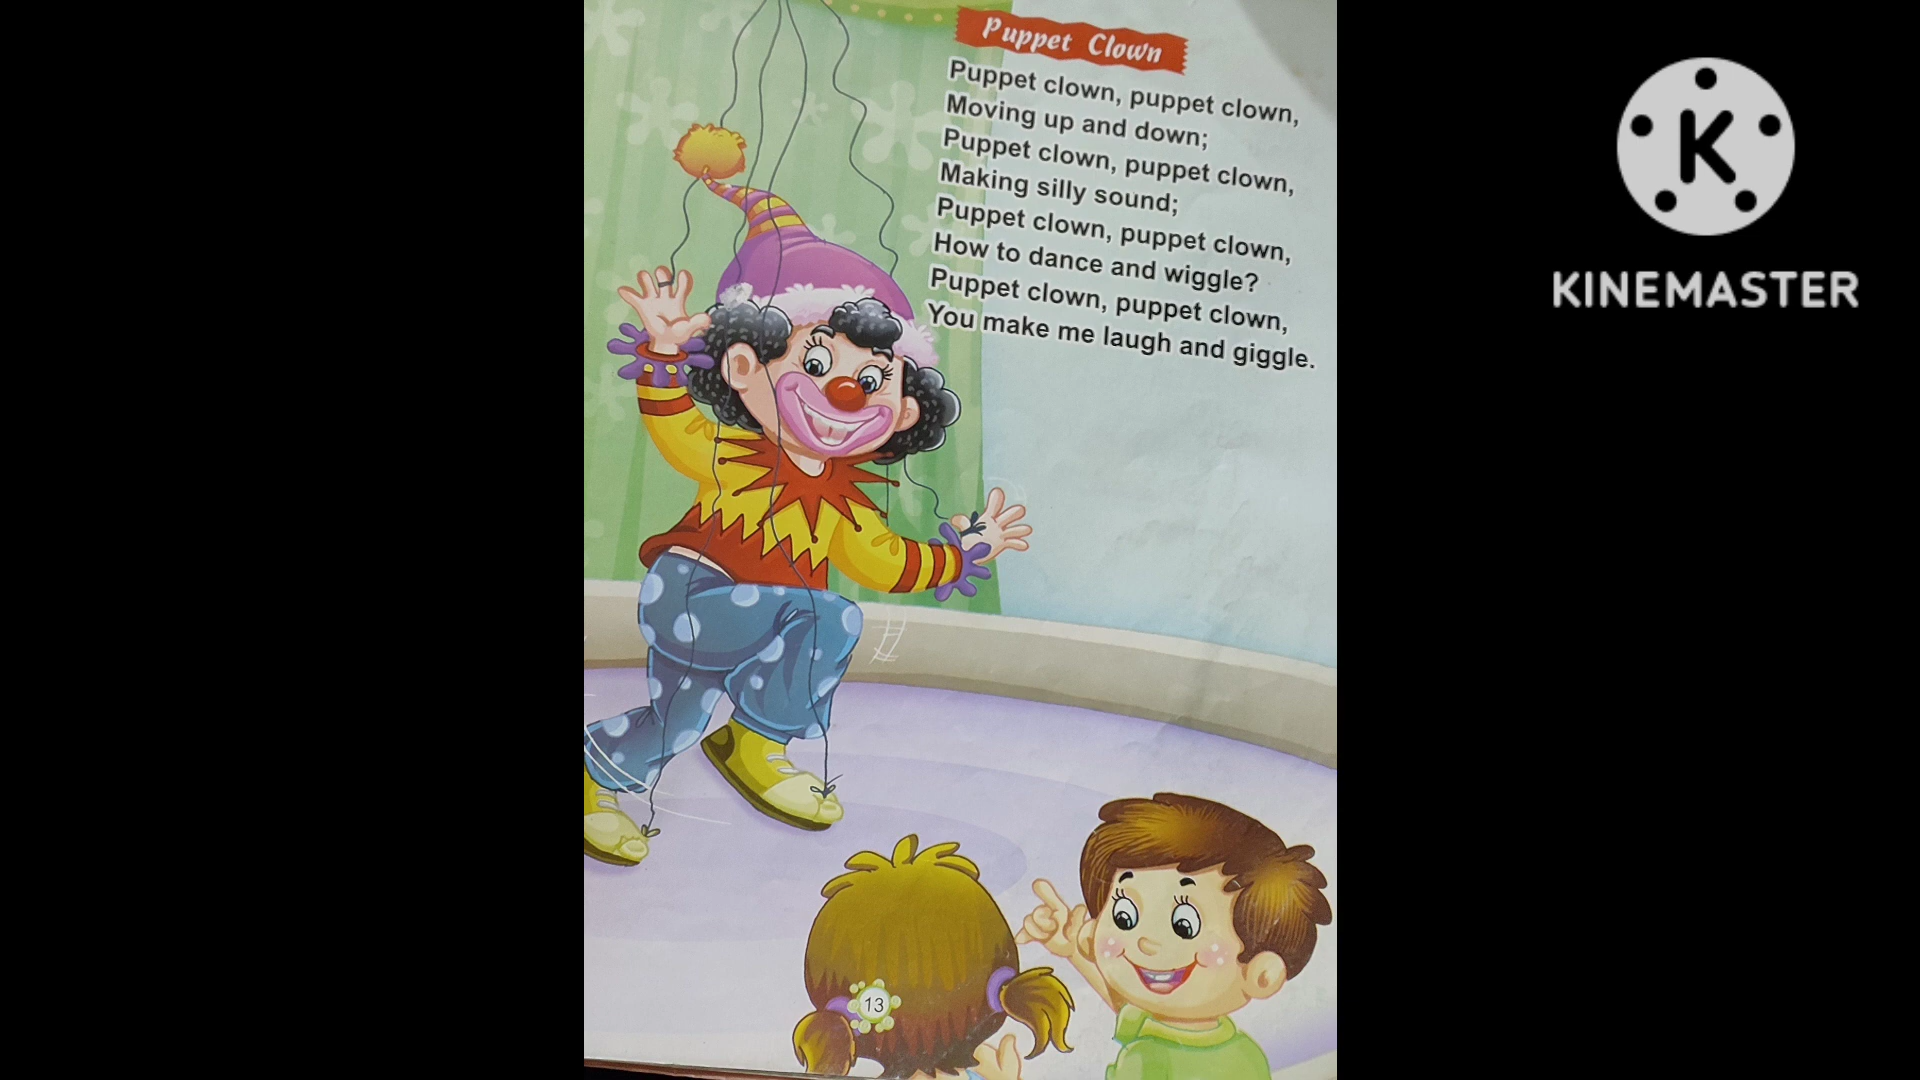 Puppet Clown
Puppet clown, puppet clown,
Moving up and down;
Puppet clown, puppet clown,
Making silly sound;
Puppet clown, puppet clown,
How to dance and wiggle?
Puppet clown, puppet clown,
You make me laugh and giggle.
13
K
KINEMASTER